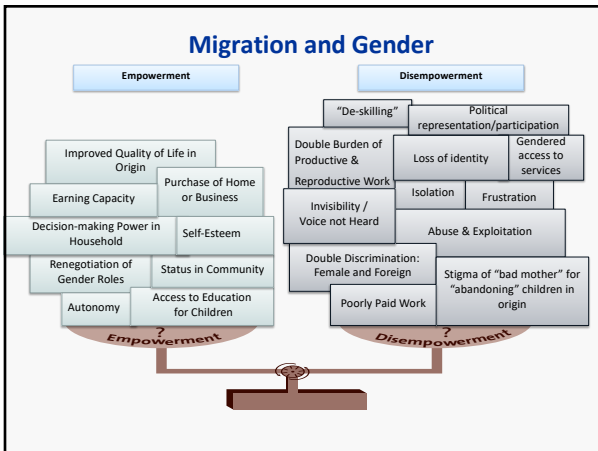 Migration and Gender
Empowerment
Disempowerment
Improved Quality of Life in
Origin
Purchase of Home
or Business
Earning Capacity
Decision-making Power in
Household
Self-Esteem
Renegotiation of
Gender Roles
Status in Community
Autonomy
Access to Education
for Children
?
Empowerment
“De-skilling”
Political
representation/participation
Double Burden of
Productive &
Reproductive Work
Loss of identity
Gendered
access to
services
Isolation
Frustration
Invisibility /
Voice not Heard
Abuse & Exploitation
Double Discrimination:
Female and Foreign
Stigma of “bad mother” for
“abandoning” children in
origin
Poorly Paid Work
?
Disempowerment